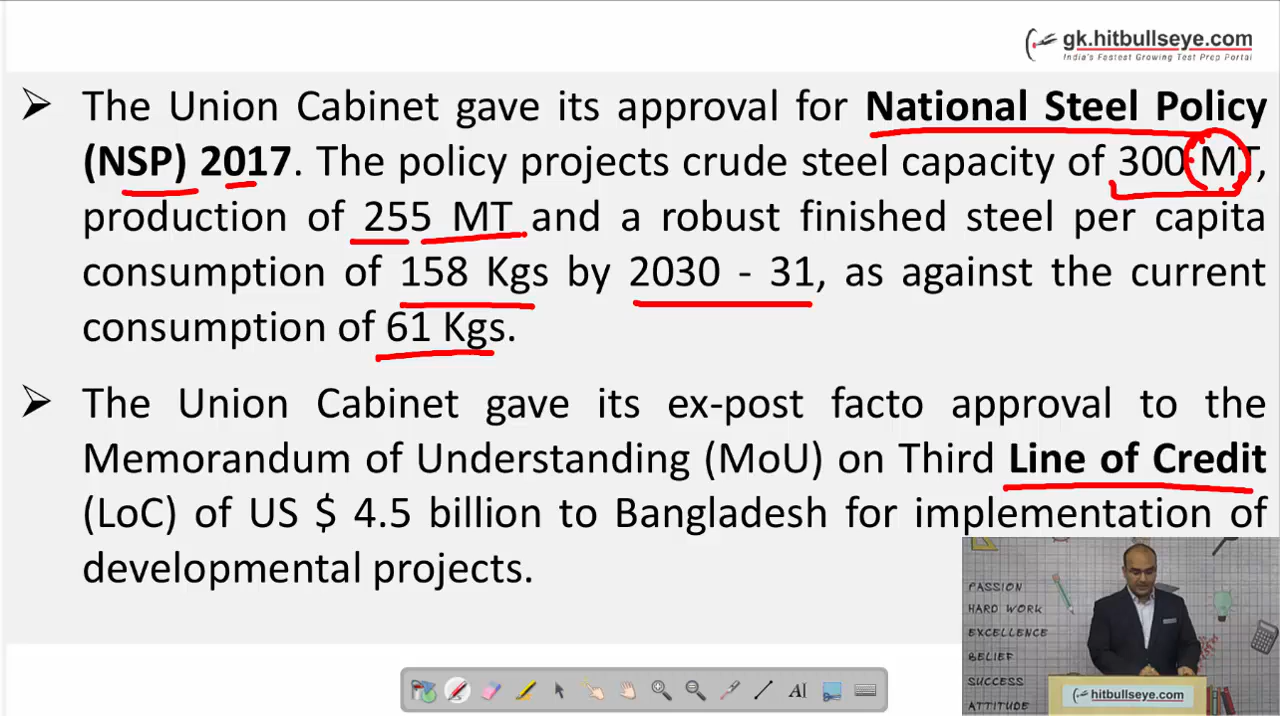 gk.hitbullseye.com
India's Fastest Growing Test Prep Portal
The Union Cabinet gave its approval for National Steel Policy
(NSP) 2017. The policy projects crude steel capacity of 300 MT,
production of 255 MT and a robust finished steel per capita
consumption of 158 Kgs by 2030 - 31, as against the current
consumption of 61 Kgs.
The Union Cabinet gave its ex-post facto approval to the
Memorandum of Understanding (MoU) on Third Line of Credit
(LoC) of US $ 4.5 billion to Bangladesh for implementation of
developmental projects.
PASSION
HARD WORK
EXCELLENCE
BELIEF
SUCCESS
ATTITUDE
hitbullseye.com
AI